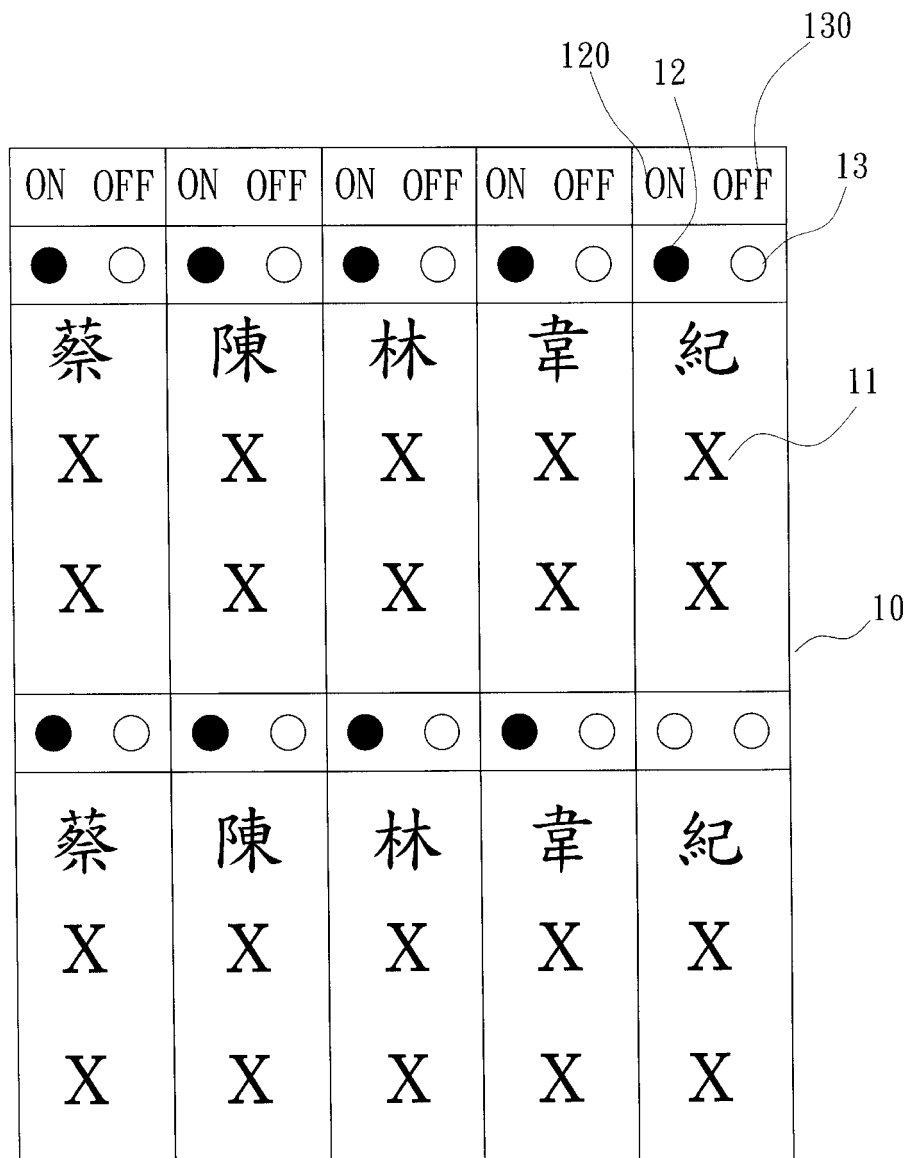 130
120 12
ON OFF ON OFF ON OFF ON OFF ON OFF 13
蔡 陳 林 韋 紀
X X X X X 11
X X X X X
10
蔡 陳 林 韋 紀
X X X X X
X X X X X